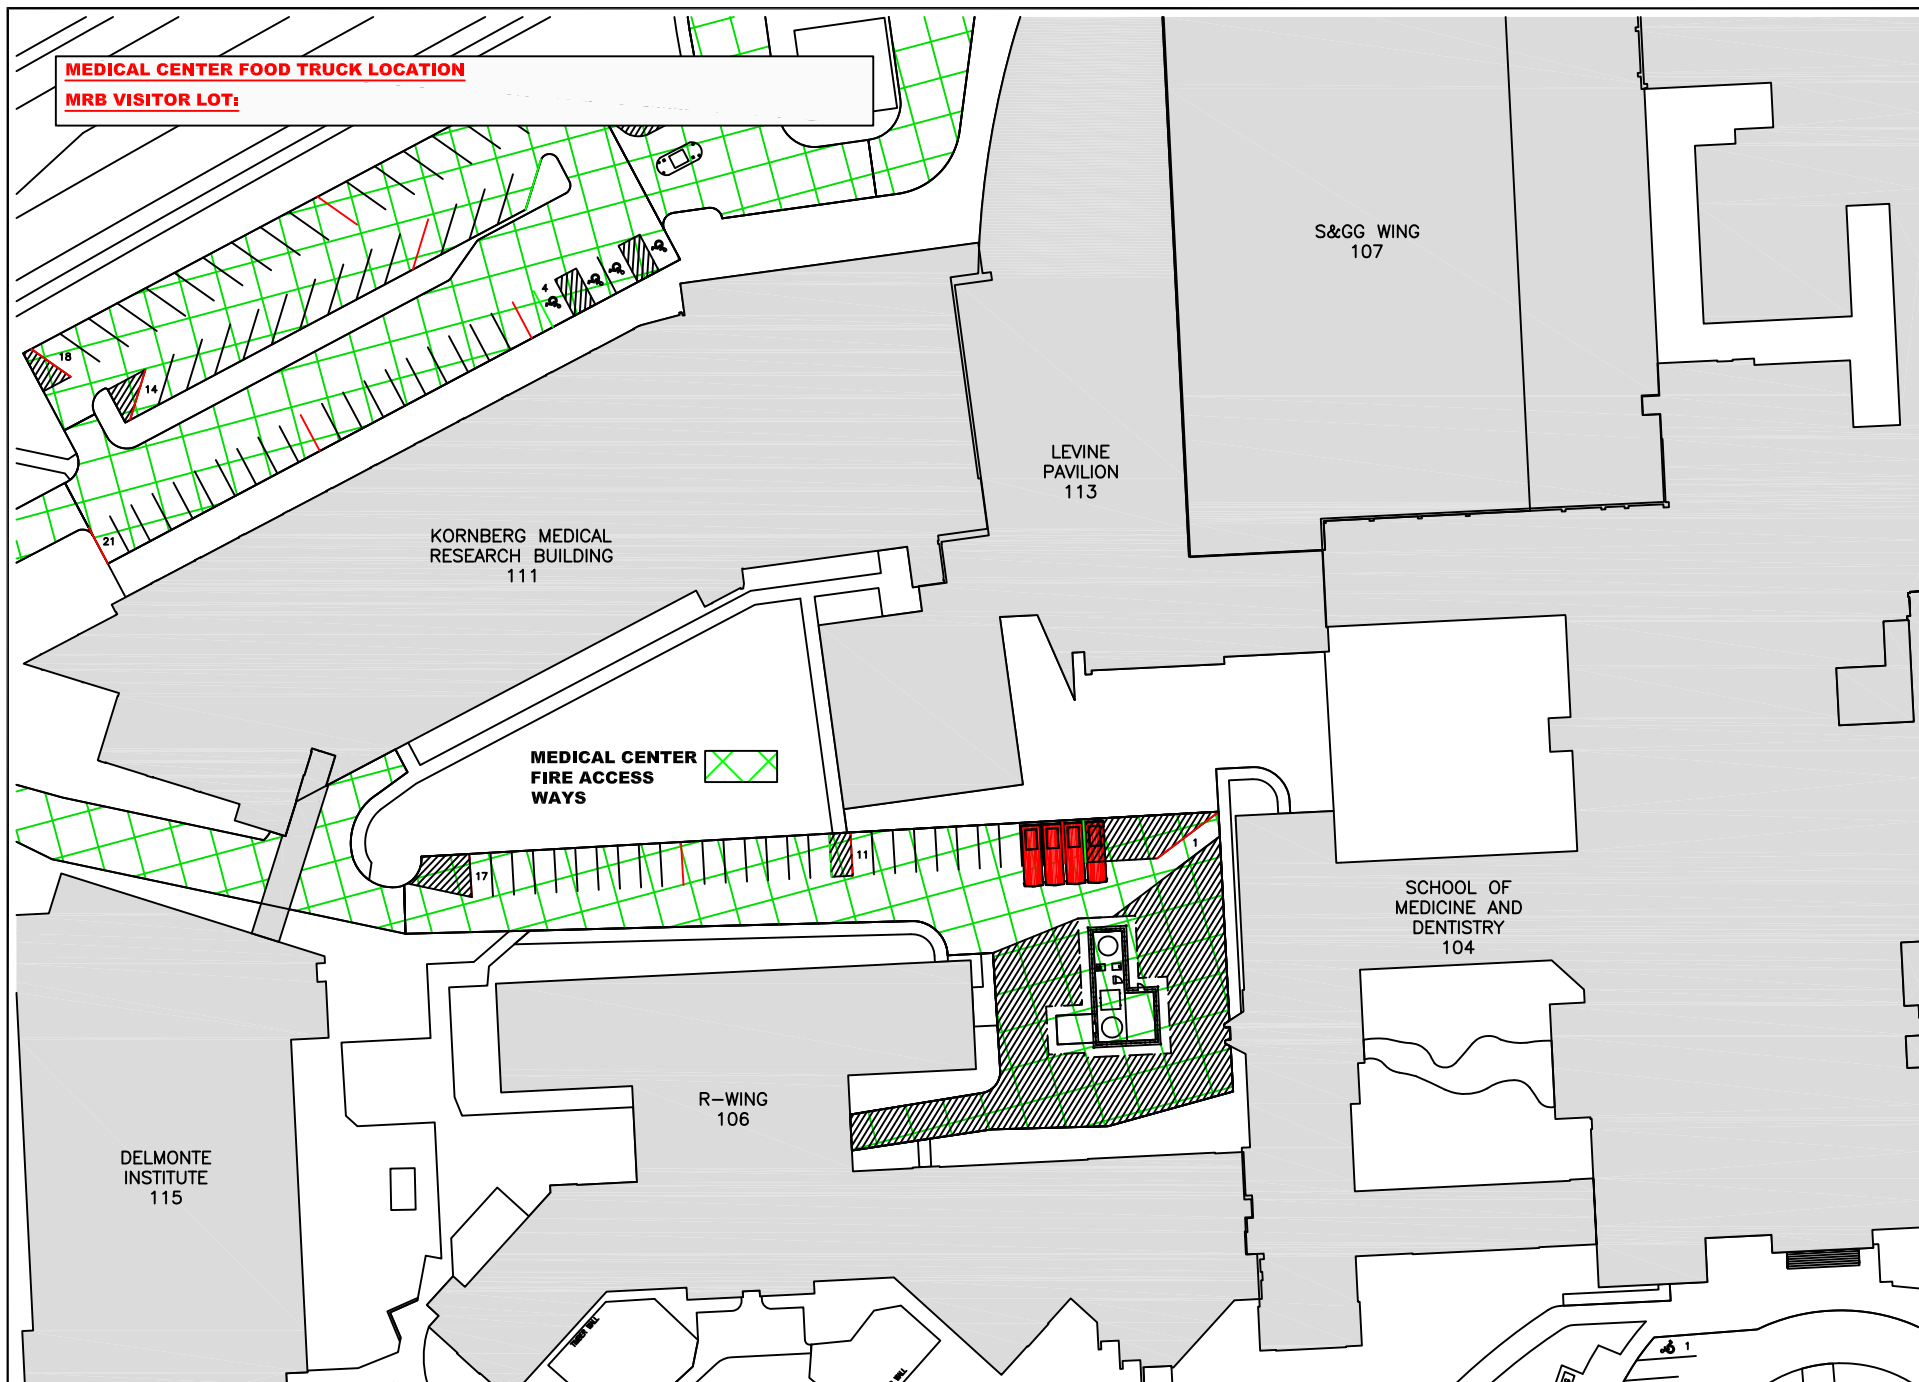 MEDICAL CENTER FOOD TRUCK LOCATION
MRB VISITOR LOT:
S&GG WING
107
4
18
14
LEVINE
PAVILION
113
21
KORNBERG MEDICAL
RESEARCH BUILDING
111
MEDICAL CENTER
FIRE ACCESS
WAYS
17
11
1
SCHOOL OF
MEDICINE AND
DENTISTRY
104
R-WING
106
DELMONTE
INSTITUTE
115
1